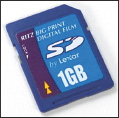 RITZ BIG PRINT
DIGITAL FILM
SD
by Lexar
1GB